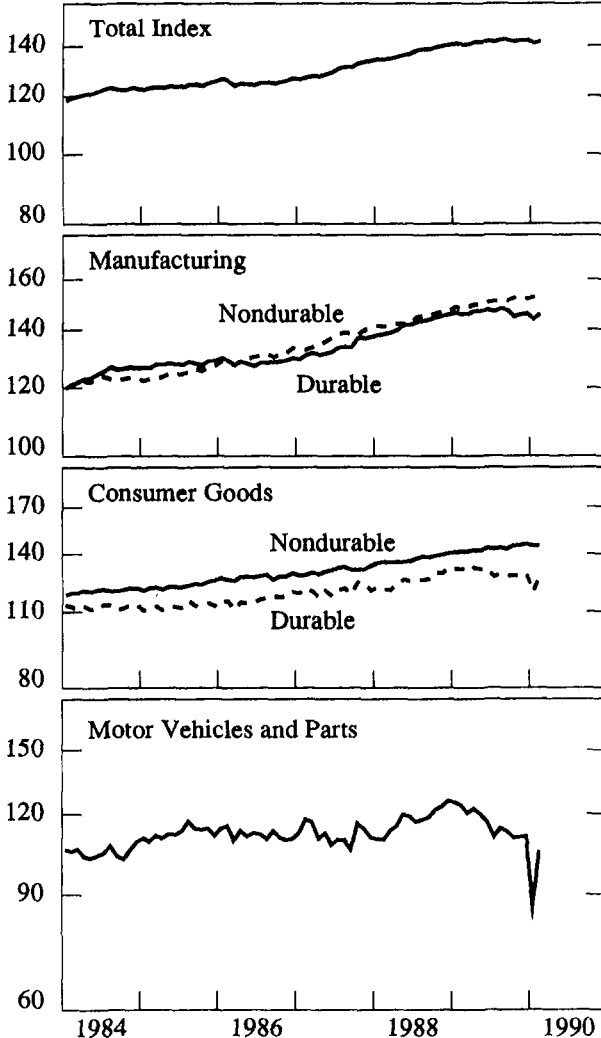 Total Index
140
120
100
80
Manufacturing
160
Nondurable
140
120
Durable
100
Consumer Goods
170
Nondurable
140
110
Durable
80
Motor Vehicles and Parts
150
120
90
60
1984 1986 1988 1990